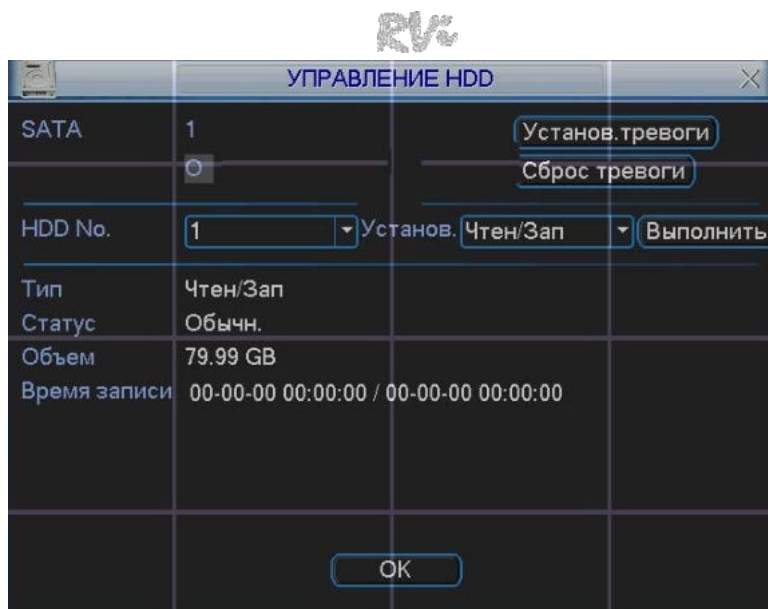 RVi
УПРАВЛЕНИЕ HDD
SATA 1 Установ.тревоги
O Сброс тревоги
HDD No. 1 Установ. Чтен/Зап Выполнить
Тип Чтен/Зап
Статус Обычн.
Объем 79.99 GB
Время записи 00-00-00 00:00:00 / 00-00-00 00:00:00
OK